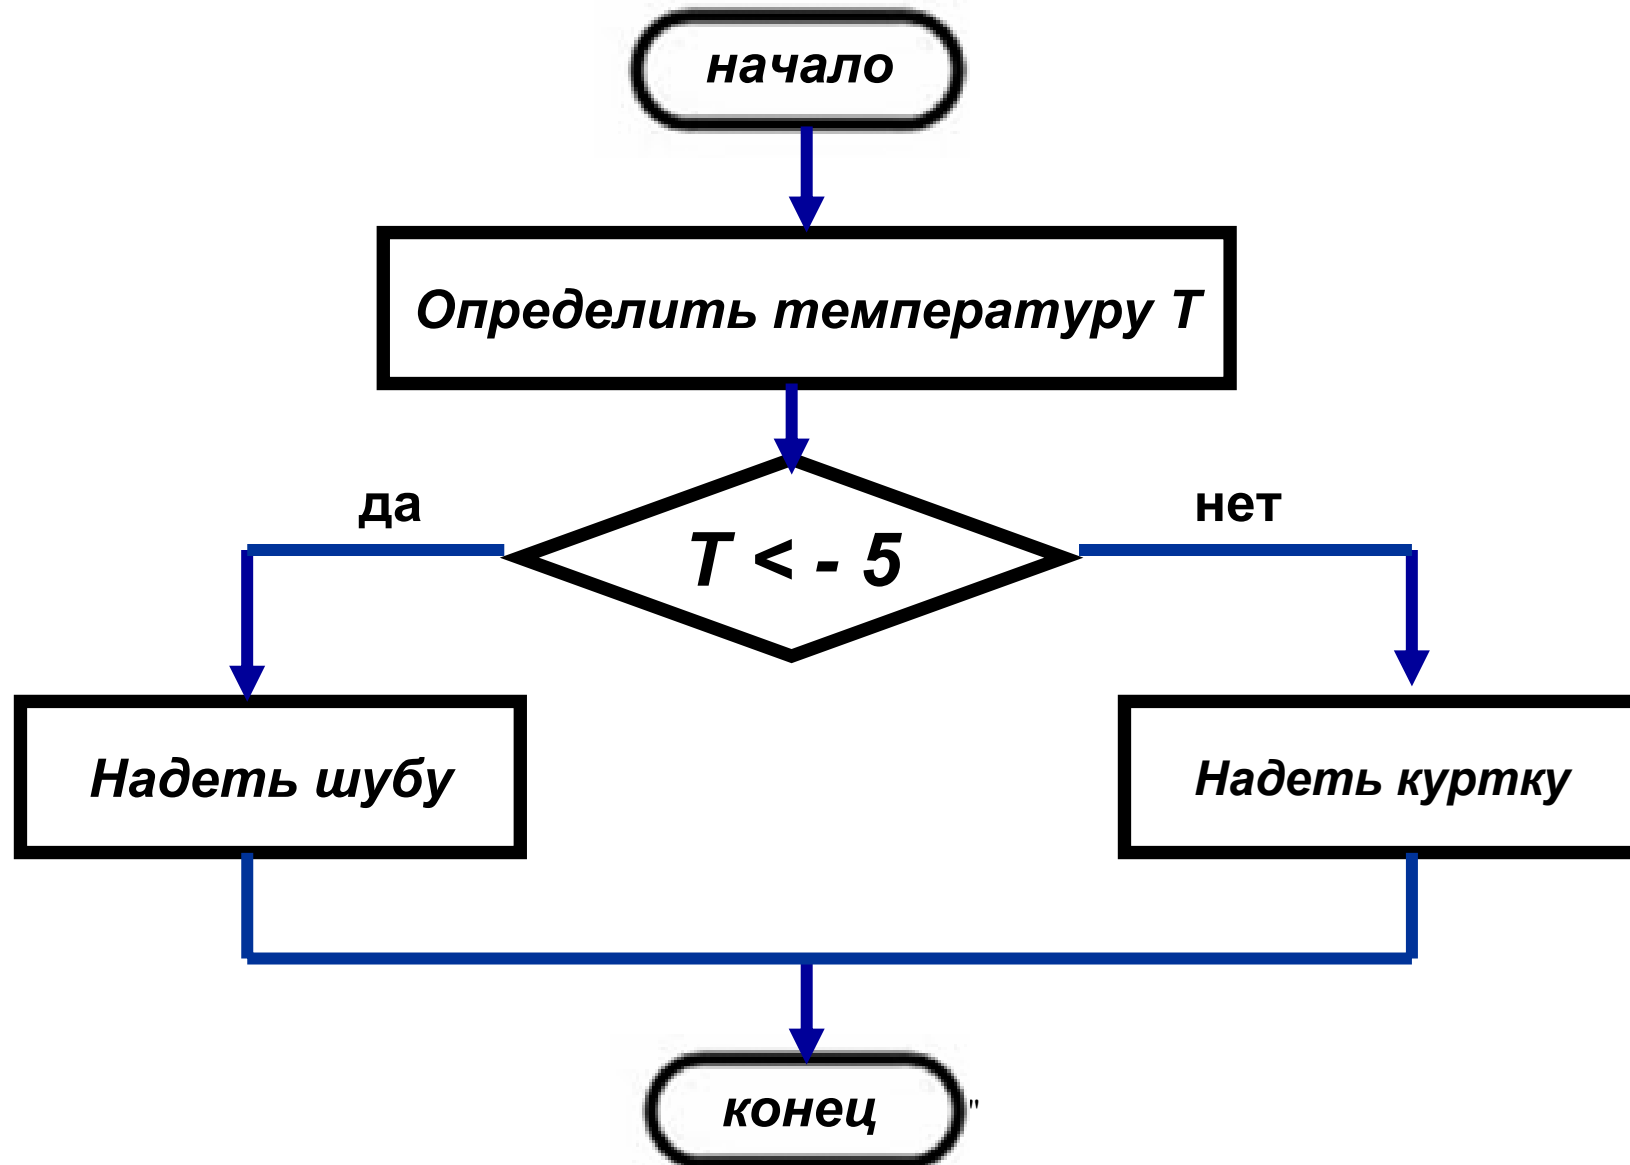 начало
Определить температуру Т
да
нет
Т < - 5
Надеть шубу
Надеть куртку
конец "